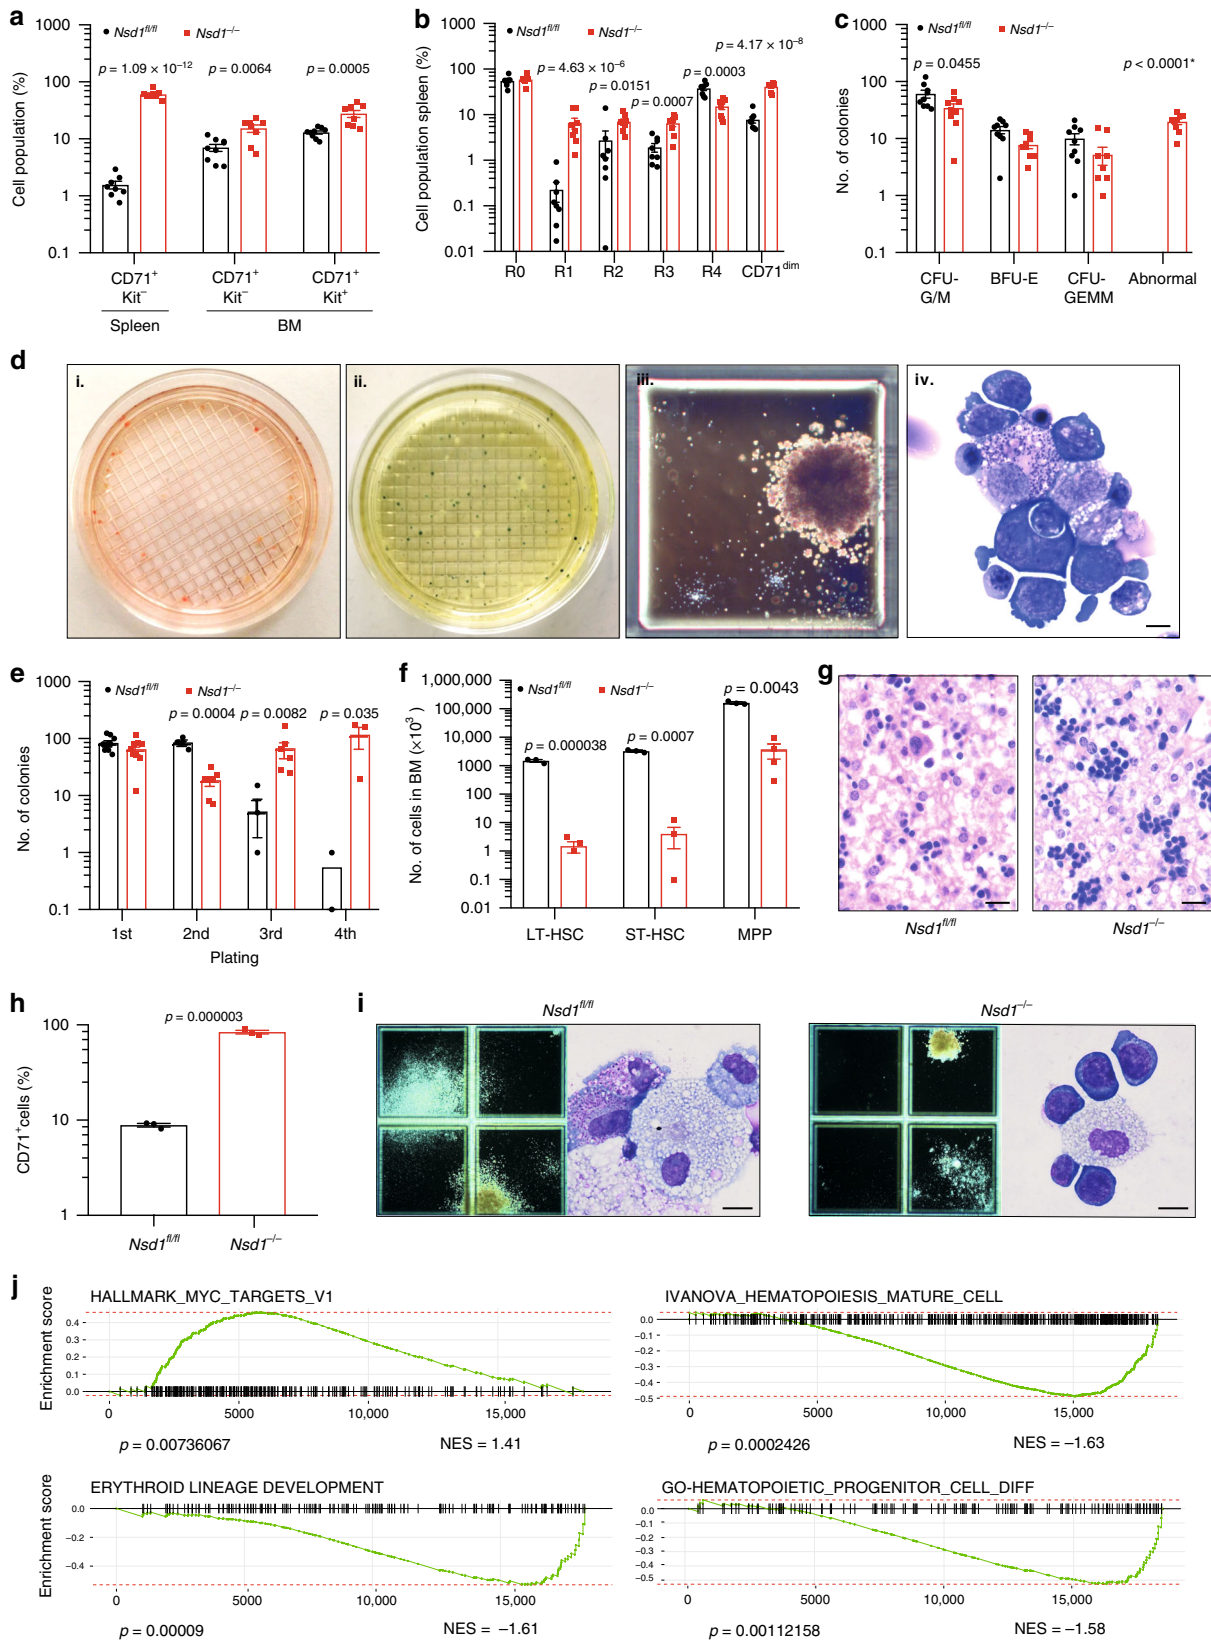 a
Nsd1fl/fl
Nsd1–/–
Cell population (%)
1000
100
10
1
0.1
p = 1.09 × 10–12
p = 0.0064
p = 0.0005
CD71+ Kit–
CD71+ Kit–
CD71+ Kit+
Spleen
BM
b
Nsd1fl/fl
Nsd1–/–
Cell population spleen (%)
1000
100
10
1
0.1
0.01
p = 4.17 × 10–8
p = 4.63 × 10–6
p = 0.0003
p = 0.0151
p = 0.0007
R0
R1
R2
R3
R4
CD71dim
c
Nsd1fl/fl
Nsd1–/–
No. of colonies
1000
100
10
1
0.1
p = 0.0455
p < 0.0001*
CFU-G/M
BFU-E
CFU-GEMM
Abnormal
d
i.
ii.
iii.
iv.
e
Nsd1fl/fl
Nsd1–/–
No. of colonies
1000
100
10
1
0.1
p = 0.0004
p = 0.0082
p = 0.035
1st
2nd
3rd
4th
Plating
f
Nsd1fl/fl
Nsd1–/–
No. of cells in BM (×10³)
1,000,000
100,000
10,000
1000
100
10
1
0.1
0.01
p = 0.000038
p = 0.0007
p = 0.0043
LT-HSC
ST-HSC
MPP
g
Nsd1fl/fl
Nsd1–/–
h
CD71+cells (%)
100
10
1
p = 0.000003
Nsd1fl/fl
Nsd1–/–
i
Nsd1fl/fl
Nsd1–/–
j
HALLMARK_MYC_TARGETS_V1
Enrichment score
0.4
0.3
0.2
0.1
0.0
0
5000
10,000
15,000
p = 0.00736067
NES = 1.41
IVANOVA_HEMATOPOIESIS_MATURE_CELL
0.0
–0.1
–0.2
–0.3
–0.4
–0.5
0
5000
10,000
15,000
p = 0.0002426
NES = –1.63
ERYTHROID LINEAGE DEVELOPMENT
Enrichment score
0.0
–0.2
–0.4
0
5000
10,000
15,000
p = 0.00009
NES = –1.61
GO-HEMATOPOIETIC_PROGENITOR_CELL_DIFF
0.0
–0.1
–0.2
–0.3
–0.4
–0.5
0
5000
10,000
15,000
p = 0.00112158
NES = –1.58